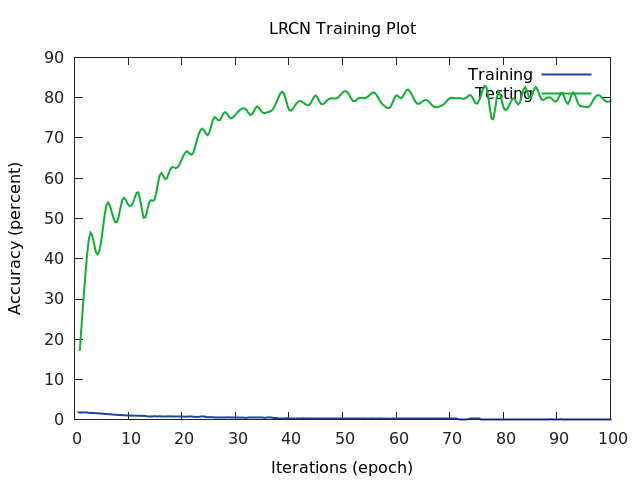 LRCN Training Plot
90
80
70
60
50
40
30
20
10
0
Training
Testing
Accuracy (percent)
0 10 20 30 40 50 60 70 80 90 100
Iterations (epoch)